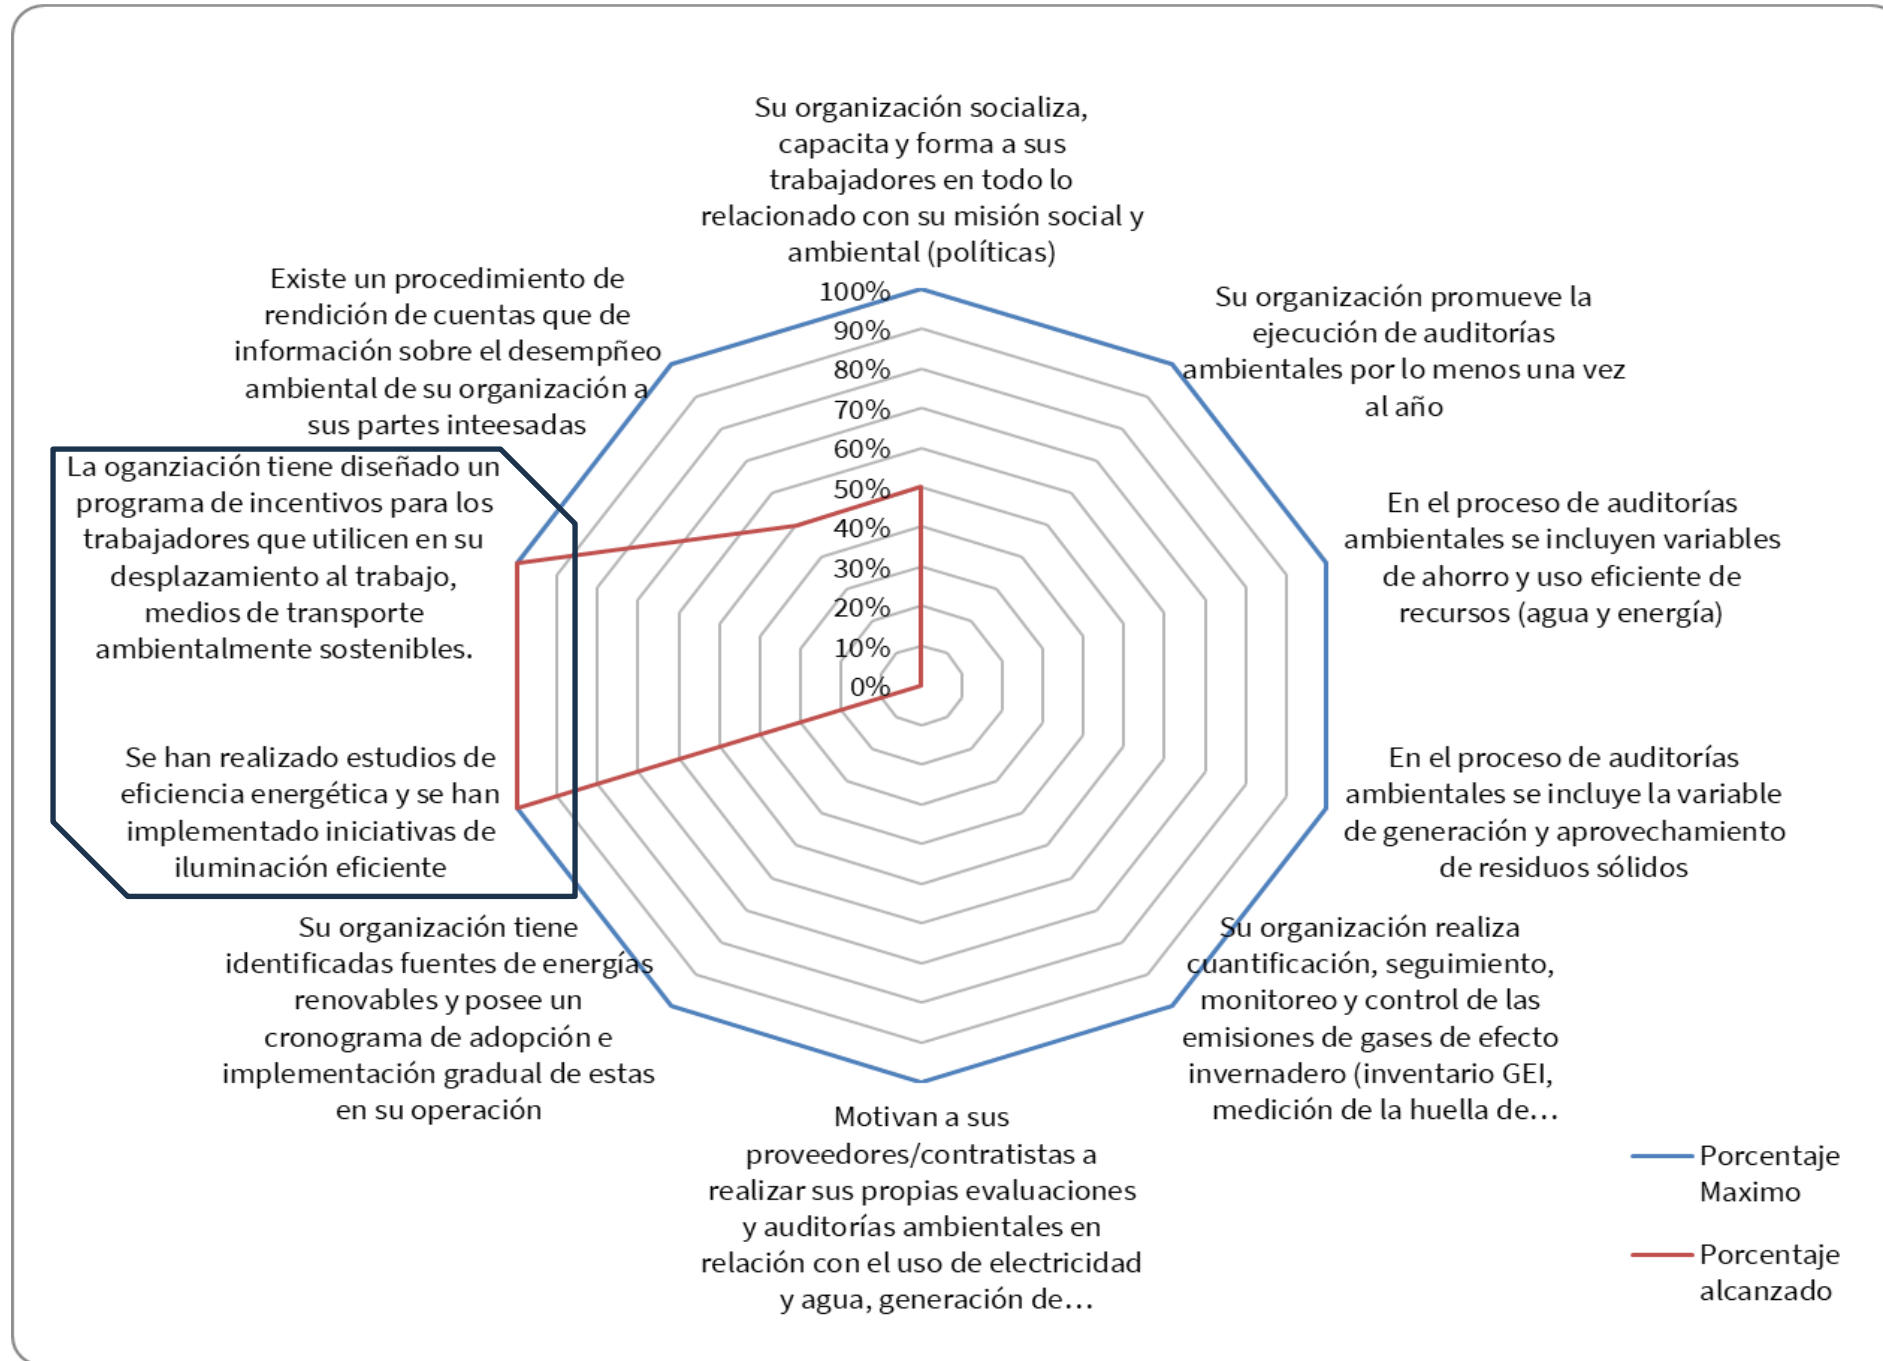 Su organización socializa,
capacita y forma a sus
trabajadores en todo lo
relacionado con su misión social y
ambiental (políticas)
Su organización promueve la
ejecución de auditorías
ambientales por lo menos una vez
al año
En el proceso de auditorías
ambientales se incluyen variables
de ahorro y uso eficiente de
recursos (agua y energía)
En el proceso de auditorías
ambientales se incluye la variable
de generación y aprovechamiento
de residuos sólidos
Su organización realiza
cuantificación, seguimiento,
monitoreo y control de las
emisiones de gases de efecto
invernadero (inventario GEI,
medición de la huella de…
Motivan a sus
proveedores/contratistas a
realizar sus propias evaluaciones
y auditorías ambientales en
relación con el uso de electricidad
y agua, generación de…
Su organización tiene
identificadas fuentes de energías
renovables y posee un
cronograma de adopción e
implementación gradual de estas
en su operación
Se han realizado estudios de
eficiencia energética y se han
implementado iniciativas de
iluminación eficiente
La oganziación tiene diseñado un
programa de incentivos para los
trabajadores que utilicen en su
desplazamiento al trabajo,
medios de transporte
ambientalmente sostenibles.
Existe un procedimiento de
rendición de cuentas que de
información sobre el desempñeo
ambiental de su organización a
sus partes inteesadas
100%
90%
80%
70%
60%
50%
40%
30%
20%
10%
0%
Porcentaje
Maximo
Porcentaje
alcanzado